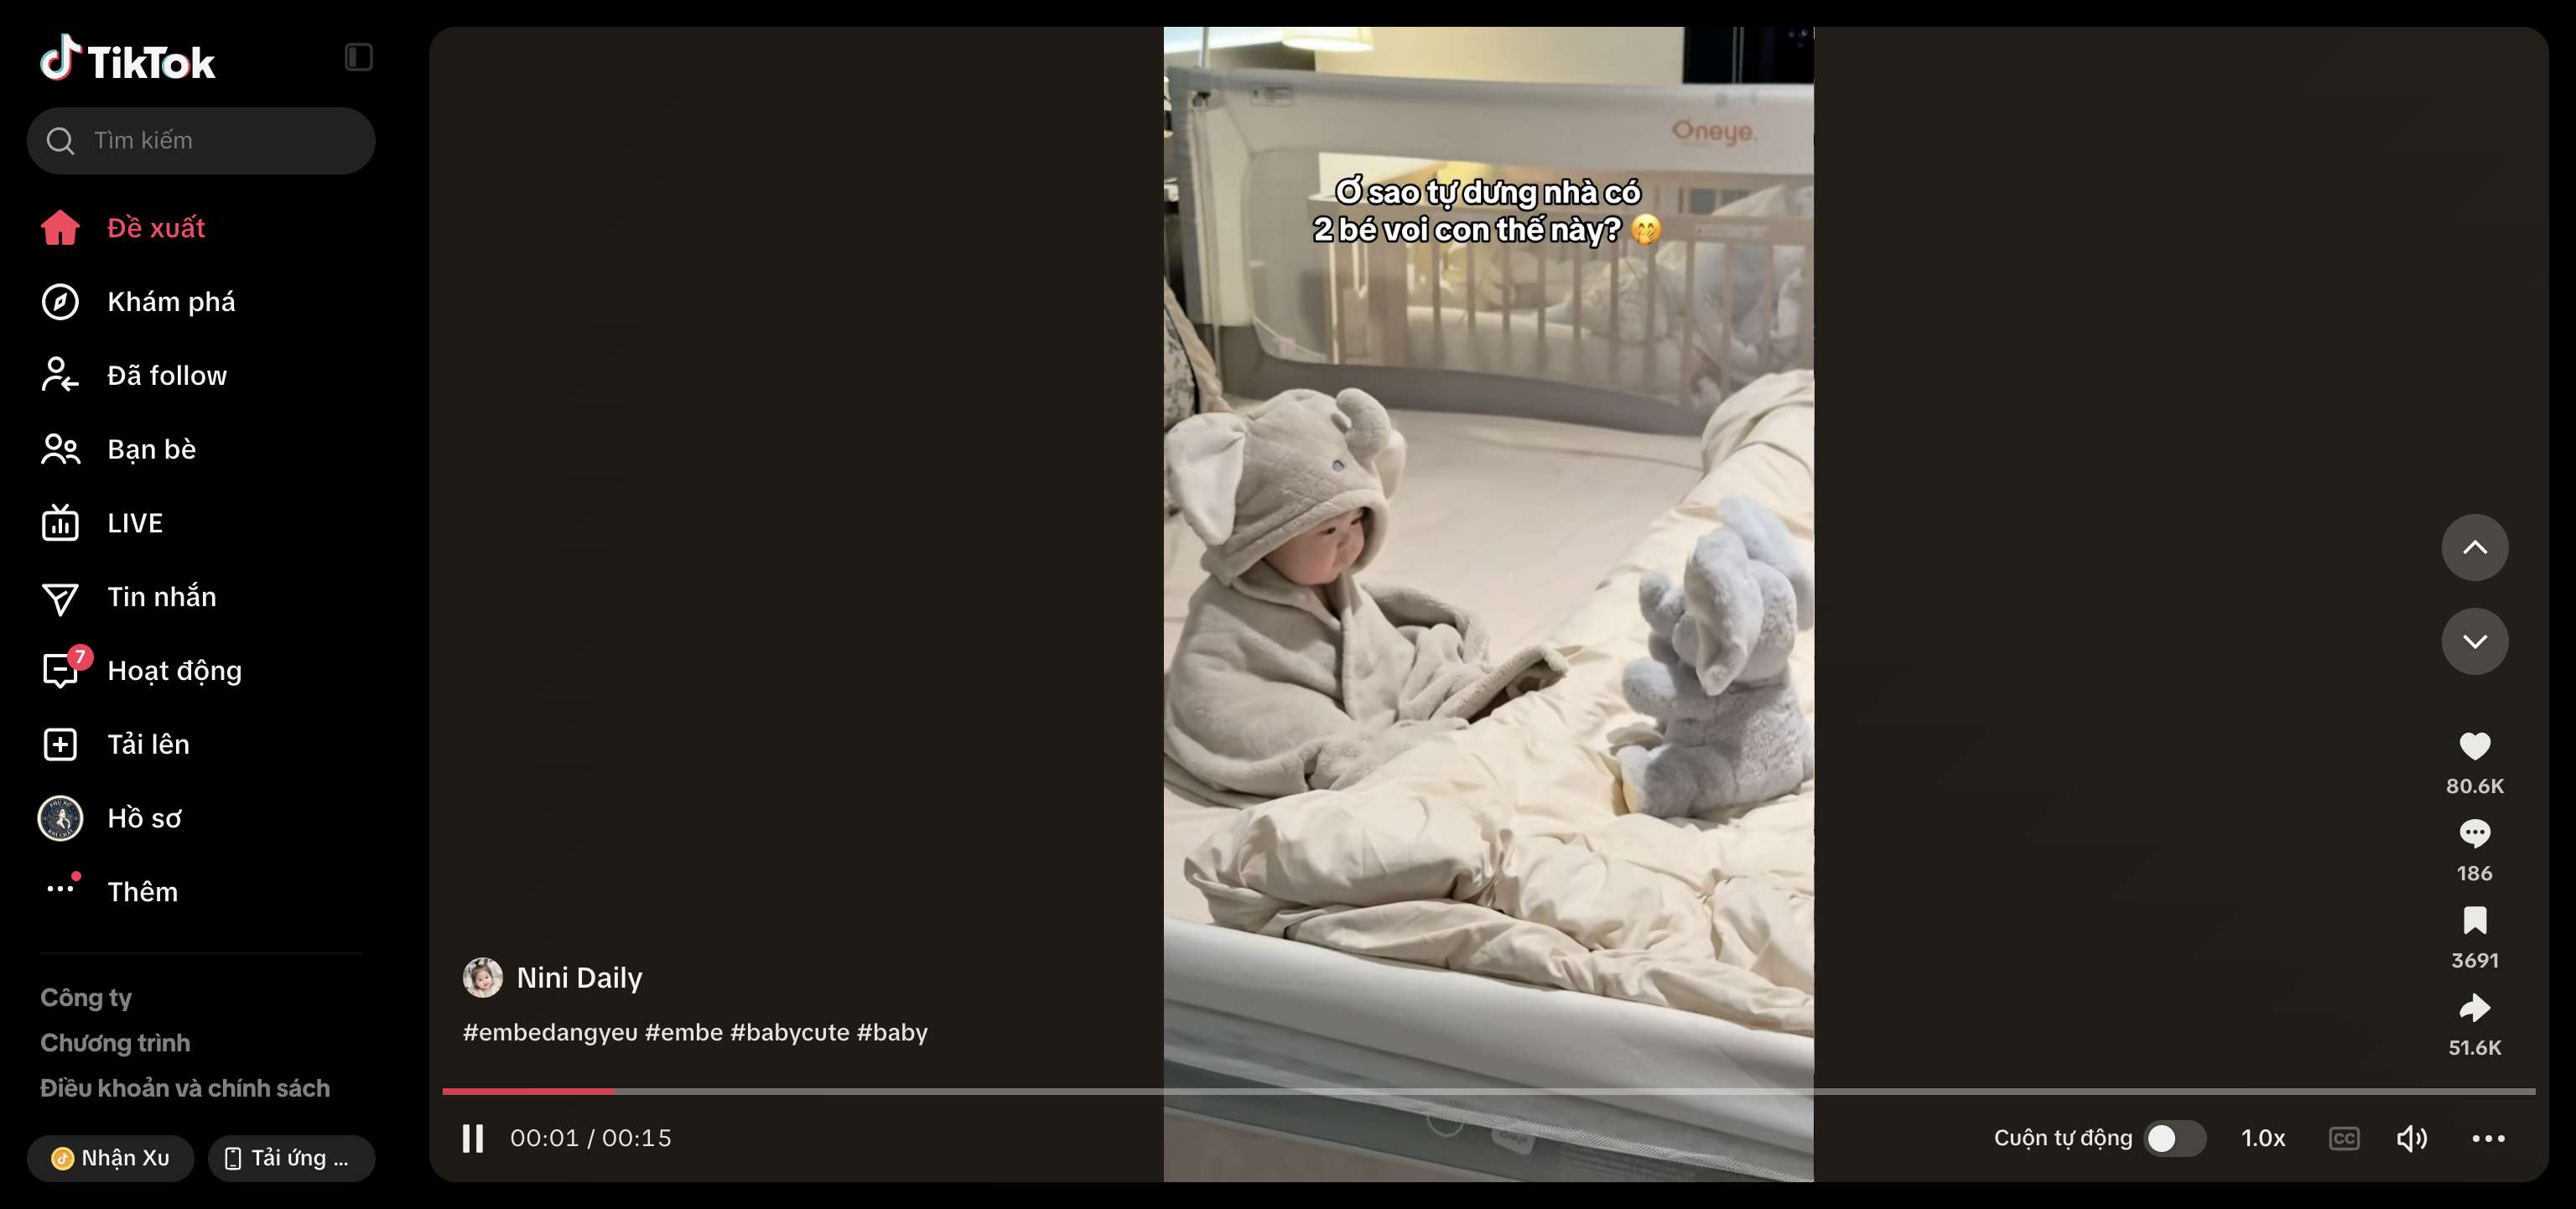 TikTok
Tìm kiếm
Đề xuất
Khám phá
Đã follow
Bạn bè
LIVE
Tin nhắn
7
Hoạt động
Tải lên
Hồ sơ
Thêm
Công ty
Chương trình
Điều khoản và chính sách
Nhận Xu
Tải ứng ...
Oneye.
Ơ sao tự dưng nhà có
2 bé voi con thế này? 🤭
80.6K
186
3691
51.6K
Nini Daily
#embedangyeu #embe #babycute #baby
00:01 / 00:15
Cuộn tự động
1.0x
CC